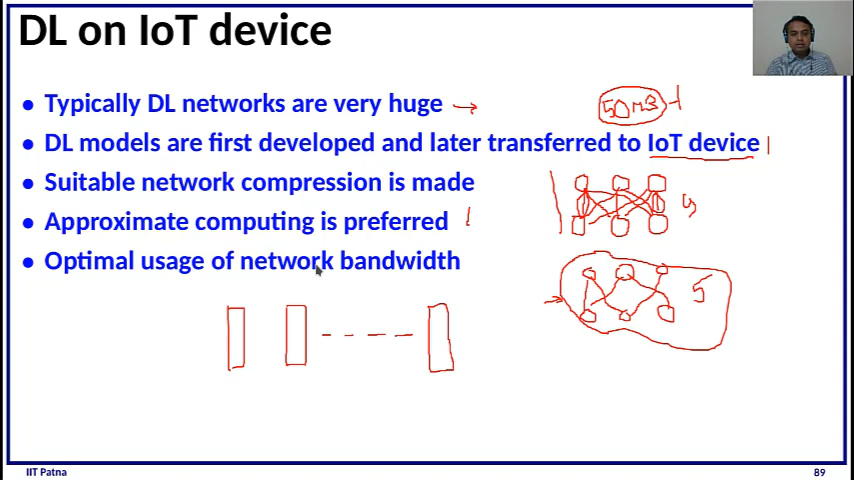 DL on IoT device
Typically DL networks are very huge
50MB
DL models are first developed and later transferred to IoT device
Suitable network compression is made
Approximate computing is preferred
Optimal usage of network bandwidth
5
IIT Patna
89